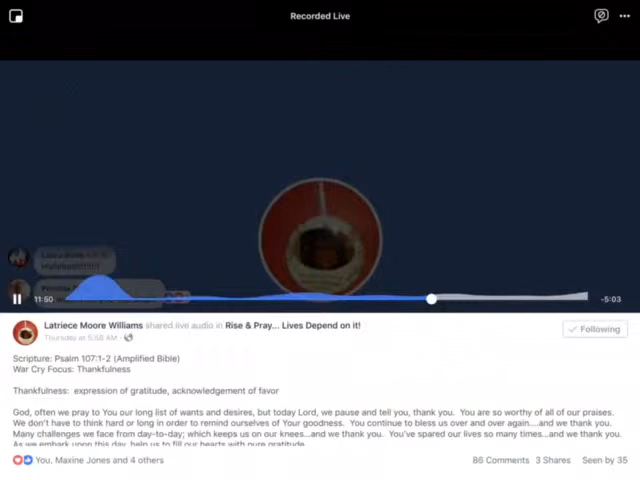 Recorded Live
11:50
-5:03
Latriece Moore Williams shared live audio in Rise & Pray... Lives Depend on it!
Thursday at 5:58 AM ·
Following
Scripture: Psalm 107:1-2 (Amplified Bible)
War Cry Focus: Thankfulness
Thankfulness: expression of gratitude, acknowledgement of favor
God, often we pray to You our long list of wants and desires, but today Lord, we pause and tell you, thank you. You are so worthy of all of our praises.
We don't have to think hard or long in order to remind ourselves of Your goodness. You continue to bless us over and over again....and we thank you.
Many challenges we face from day-to-day; which keeps us on our knees...and we thank you. You've spared our lives so many times...and we thank you.
As we embark upon this day, help us to fill our hearts with pure gratitude
You, Maxine Jones and 4 others
86 Comments 3 Shares Seen by 35